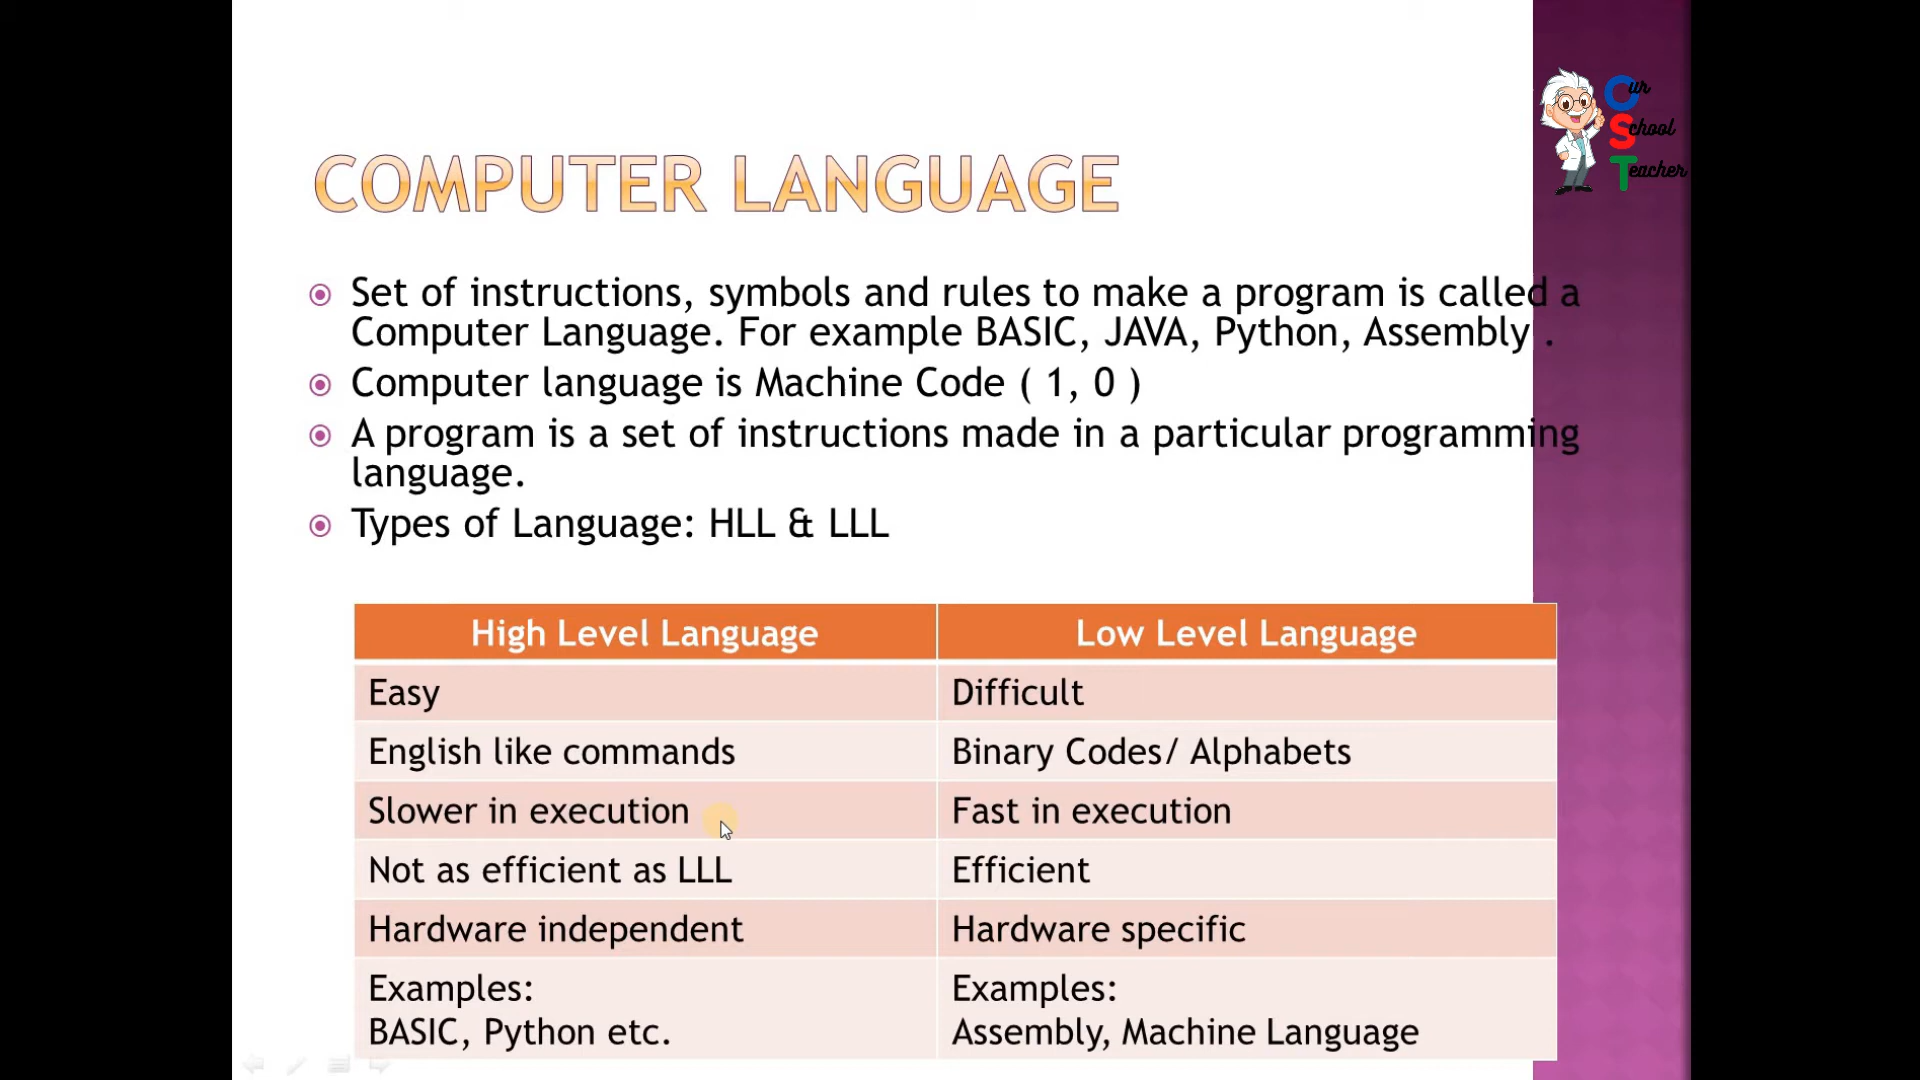 Our
School
Teacher
COMPUTER LANGUAGE
Set of instructions, symbols and rules to make a program is called a
Computer Language. For example BASIC, JAVA, Python, Assembly .
Computer language is Machine Code ( 1, 0 )
A program is a set of instructions made in a particular programming
language.
Types of Language: HLL & LLL
High Level Language Low Level Language
Easy Difficult
English like commands Binary Codes/ Alphabets
Slower in execution Fast in execution
Not as efficient as LLL Efficient
Hardware independent Hardware specific
Examples: Examples:
BASIC, Python etc. Assembly, Machine Language